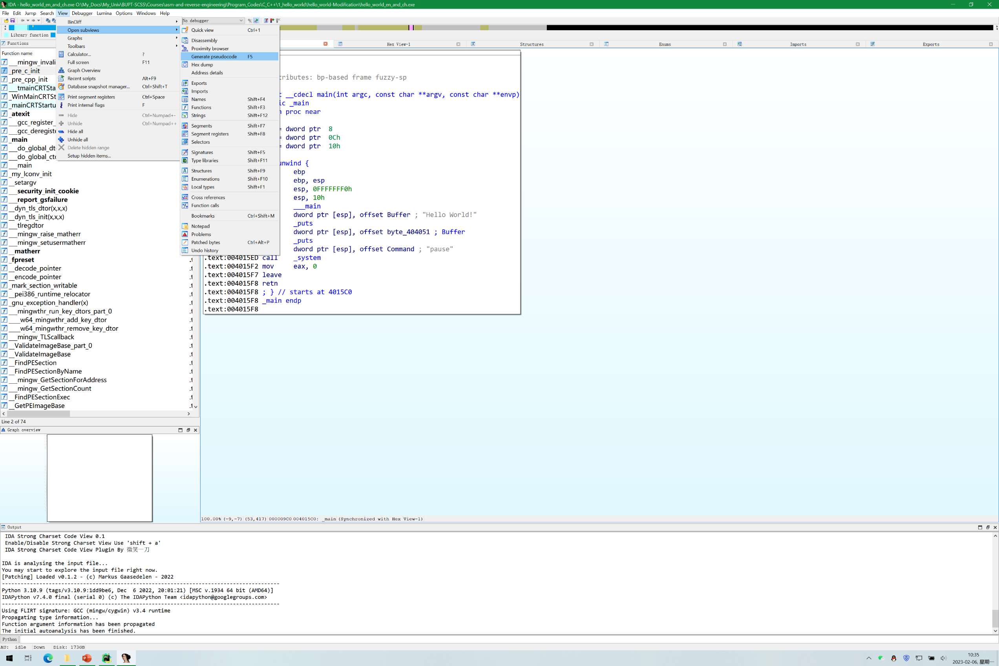 IDA - hello_world_en_and_ch.exe O:\My_Docs\My_Univ\BUPT-SCSS\Courses\asm-and-reverse-engineering\Program_Codes\C_C++\1_hello_world\hello_world-Modification\hello_world_en_and_ch.exe
File Edit Jump Search View Debugger Lumina Options Windows Help
No debugger
Library function
Functions
Function name
___mingw_invali
_pre_c_init
_pre_cpp_init
___tmainCRTSta
_WinMainCRTSt
_mainCRTStartu
_atexit
___gcc_register_
___gcc_deregiste
_main
___do_global_dt
___do_global_ct
___main
_my_lconv_init
__setargv
___security_init_cookie
___report_gsfailure
__dyn_tls_dtor(x,x,x)
__dyn_tls_init(x,x,x)
___tlregdtor
___mingw_raise_matherr
___mingw_setusermatherr
__matherr
_fpreset
__decode_pointer
__encode_pointer
_mark_section_writable
__pei386_runtime_relocator
_gnu_exception_handler(x)
___mingwthr_run_key_dtors_part_0
____w64_mingwthr_add_key_dtor
____w64_mingwthr_remove_key_dtor
___mingw_TLScallback
__ValidateImageBase_part_0
__ValidateImageBase
__FindPESection
__FindPESectionByName
___mingw_GetSectionForAddress
___mingw_GetSectionCount
__FindPESectionExec
__GetPEImageBase
Line 2 of 74
Graph overview
BinDiff
Open subviews
Graphs
Toolbars
Calculator... ?
Full screen F11
Graph Overview
Recent scripts Alt+F9
Database snapshot manager... Ctrl+Shift+T
Print segment registers Ctrl+Space
Print internal flags F
Hide Ctrl+Numpad+-
Unhide Ctrl+Numpad++
Hide all
Unhide all
Delete hidden range
Setup hidden items...
Quick view Ctrl+1
Disassembly
Proximity browser
Generate pseudocode F5
Hex dump
Address details
Exports
Imports
Names Shift+F4
Functions Shift+F3
Strings Shift+F12
Segments Shift+F7
Segment registers Shift+F8
Selectors
Signatures Shift+F5
Type libraries Shift+F11
Structures Shift+F9
Enumerations Shift+F10
Local types Shift+F1
Cross references
Function calls
Bookmarks Ctrl+Shift+M
Notepad
Problems
Patched bytes Ctrl+Alt+P
Undo history
Hex View-1 Structures Enums Imports Exports
tributes: bp-based frame fuzzy-sp
t __cdecl main(int argc, const char **argv, const char **envp)
ic _main
n proc near
= dword ptr 8
= dword ptr 0Ch
= dword ptr 10h
unwind {
ebp
ebp, esp
esp, 0FFFFFFF0h
esp, 10h
___main
dword ptr [esp], offset Buffer ; "Hello World!"
_puts
dword ptr [esp], offset byte_404051 ; Buffer
_puts
dword ptr [esp], offset Command ; "pause"
.text:004015ED call _system
.text:004015F2 mov eax, 0
.text:004015F7 leave
.text:004015F8 retn
.text:004015F8 ; } // starts at 4015C0
.text:004015F8 _main endp
.text:004015F8
100.00% (-9,-7) (53,417) 000009C0 004015C0: _main (Synchronized with Hex View-1)
Output
IDA Strong Charset Code View 0.1
Enable/Disable Strong Charset View Use 'shift + a'
IDA Strong Charset Code View Plugin By 微笑一刀
IDA is analysing the input file...
You may start to explore the input file right now.
[Patching] Loaded v0.1.2 - (c) Markus Gaasedelen - 2022
Python 3.10.9 (tags/v3.10.9:1dd9be6, Dec  6 2022, 20:01:21) [MSC v.1934 64 bit (AMD64)]
IDAPython v7.4.0 final (serial 0) (c) The IDAPython Team <idapython@googlegroups.com>
Using FLIRT signature: GCC (mingw/cygwin) v3.4 runtime
Propagating type information...
Function argument information has been propagated
The initial autoanalysis has been finished.
Python
AU: idle Down Disk: 173GB
10:35
2023-02-06, 星期一